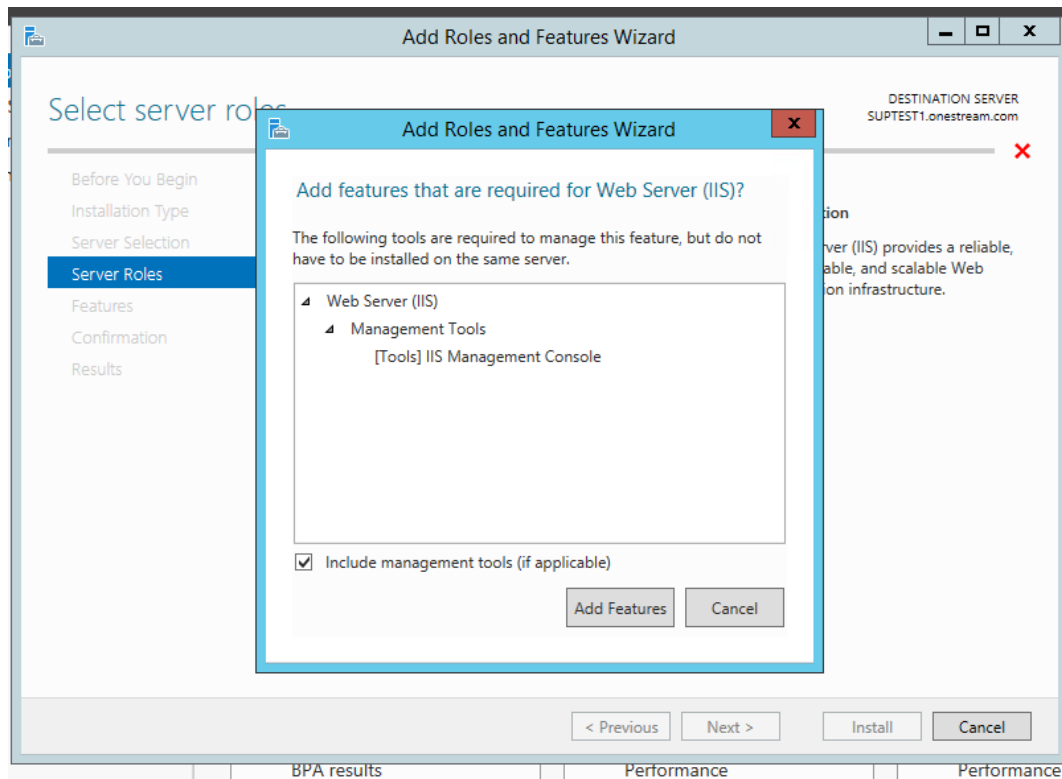 Add Roles and Features Wizard
Select server roles
DESTINATION SERVER
SUPTEST1.onestream.com
Before You Begin
Installation Type
Server Selection
Server Roles
Features
Confirmation
Results
Add Roles and Features Wizard
Add features that are required for Web Server (IIS)?
The following tools are required to manage this feature, but do not
have to be installed on the same server.
Web Server (IIS)
Management Tools
[Tools] IIS Management Console
Include management tools (if applicable)
Add Features
Cancel
tion
ver (IIS) provides a reliable,
able, and scalable Web
ion infrastructure.
< Previous
Next >
Install
Cancel
BPA results
Performance
Performance